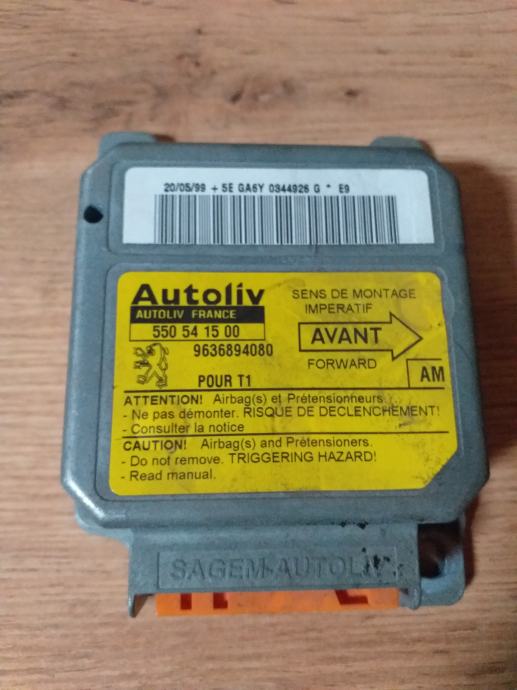 20/05/99 + 5E GA6Y 0344926 G * E9
Autoliv
AUTOLIV FRANCE
550 54 15 00
9636894080
POUR T1
SENS DE MONTAGE
IMPERATIF
AVANT
FORWARD
AM
ATTENTION! Airbag(s) et Prétensionneurs.
- Ne pas démonter. RISQUE DE DECLENCHEMENT!
- Consulter la notice
CAUTION! Airbag(s) and Prétensioners.
- Do not remove. TRIGGERING HAZARD!
- Read manual.
SAGEM-AUTOLIV